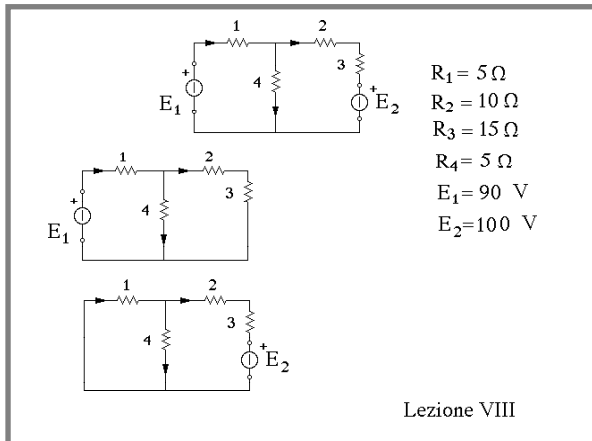 1
2
3
4
+
E1
+
E2
R1= 5 Ω
R2= 10 Ω
R3= 15 Ω
R4= 5 Ω
E1= 90 V
E2=100 V
1
2
3
4
+
E1
1
2
3
4
+
E2
Lezione VIII